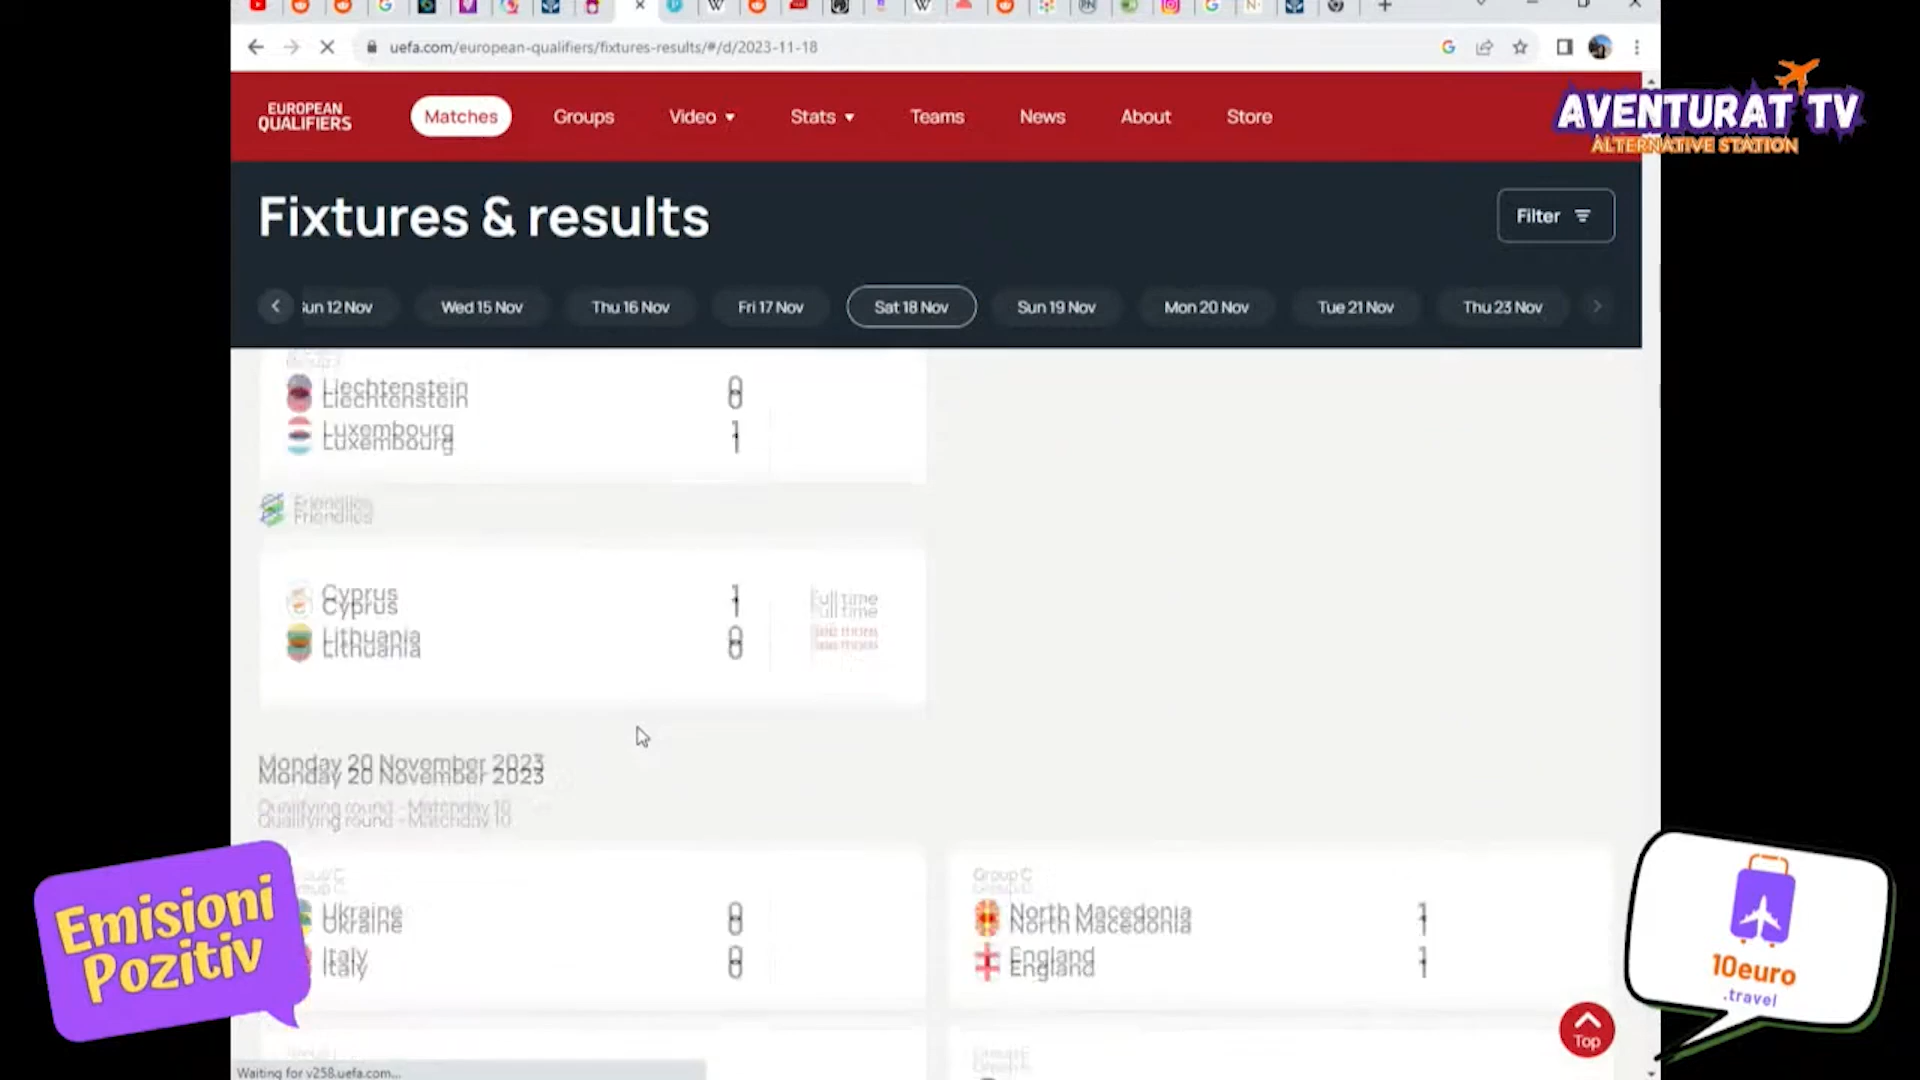 uefa.com/european-qualifiers/fixtures-results/#/d/2023-11-18
EUROPEAN
QUALIFIERS
Matches
Groups
Video
Stats
Teams
News
About
Store
AVENTURAT TV
ALTERNATIVE STATION
Fixtures & results
Filter
Sun 12 Nov
Wed 15 Nov
Thu 16 Nov
Fri 17 Nov
Sat 18 Nov
Sun 19 Nov
Mon 20 Nov
Tue 21 Nov
Thu 23 Nov
Liechtenstein 0
Luxembourg 1
Friendlies
Cyprus 1
Full time
Lithuania 0
Monday 20 November 2023
Qualifying round - Matchday 10
Group C
Ukraine 0
Italy 0
Group C
North Macedonia 1
England 1
Emisioni
Pozitiv
10euro
.travel
Top
Waiting for v258.uefa.com...